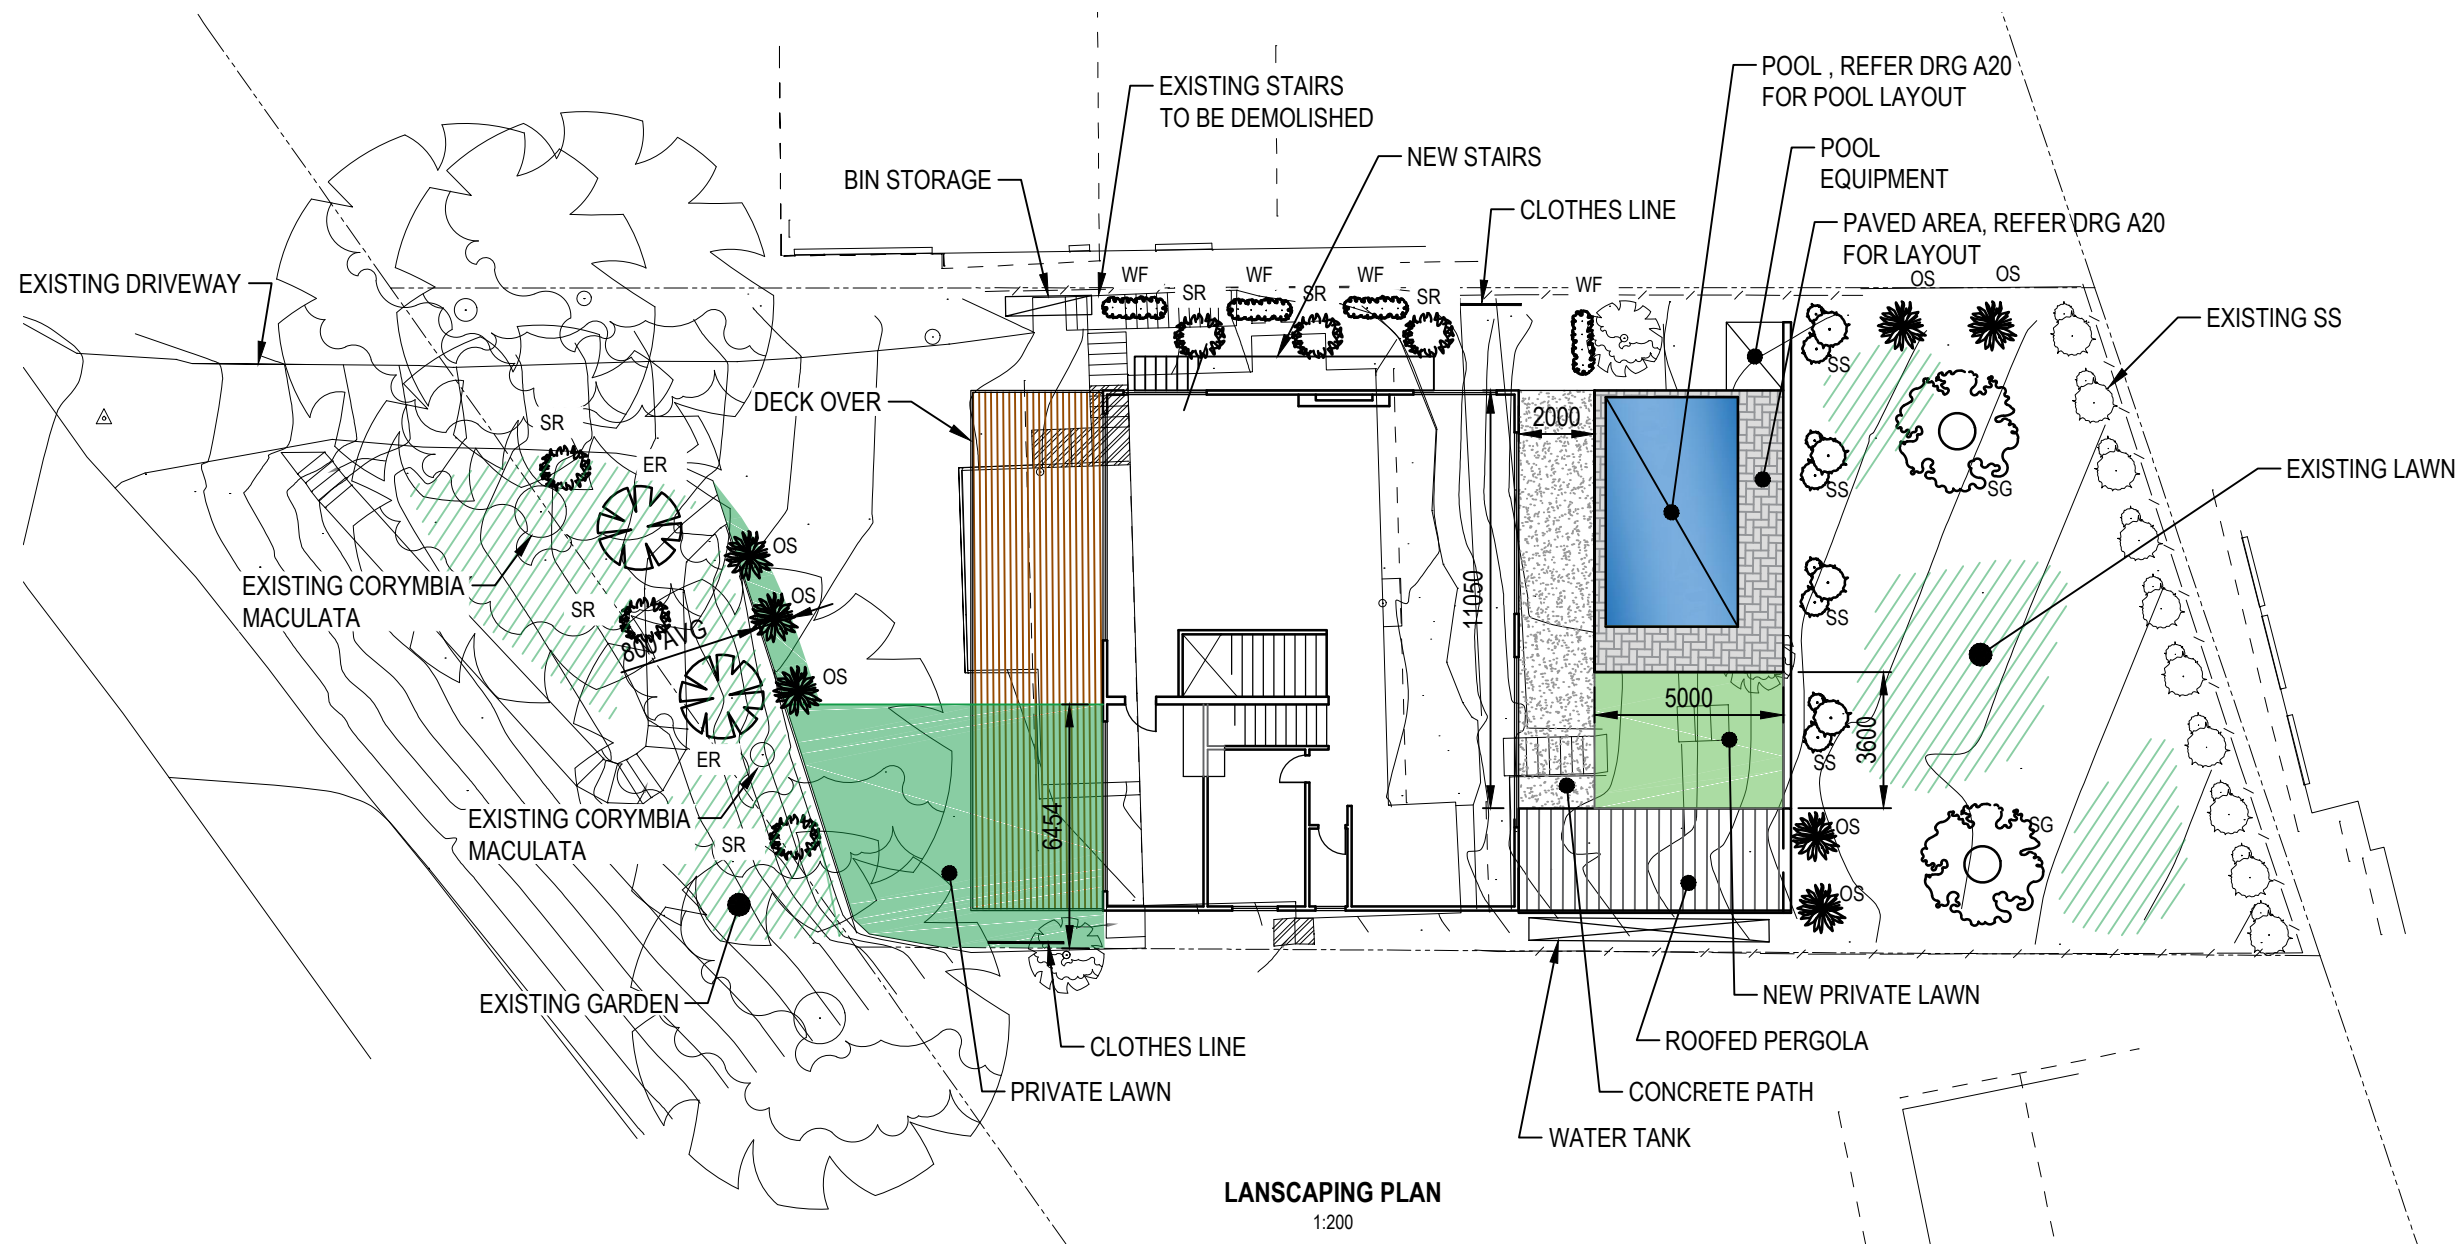 POOL , REFER DRG A20
FOR POOL LAYOUT
EXISTING STAIRS
TO BE DEMOLISHED
POOL
EQUIPMENT
NEW STAIRS
BIN STORAGE
CLOTHES LINE
PAVED AREA, REFER DRG A20
FOR LAYOUT
EXISTING DRIVEWAY
WF
WF
WF
WF
OS
OS
SR
SR
SR
EXISTING SS
SS
DECK OVER
2000
SR
ER
EXISTING LAWN
SS
SG
OS
EXISTING CORYMBIA
MACULATA
11050
OS
SR
SS
800 AVG
OS
5000
3600
ER
SS
EXISTING CORYMBIA
MACULATA
6454
SR
OS
SG
OS
EXISTING GARDEN
NEW PRIVATE LAWN
CLOTHES LINE
ROOFED PERGOLA
PRIVATE LAWN
CONCRETE PATH
WATER TANK
LANSCAPING PLAN
1:200